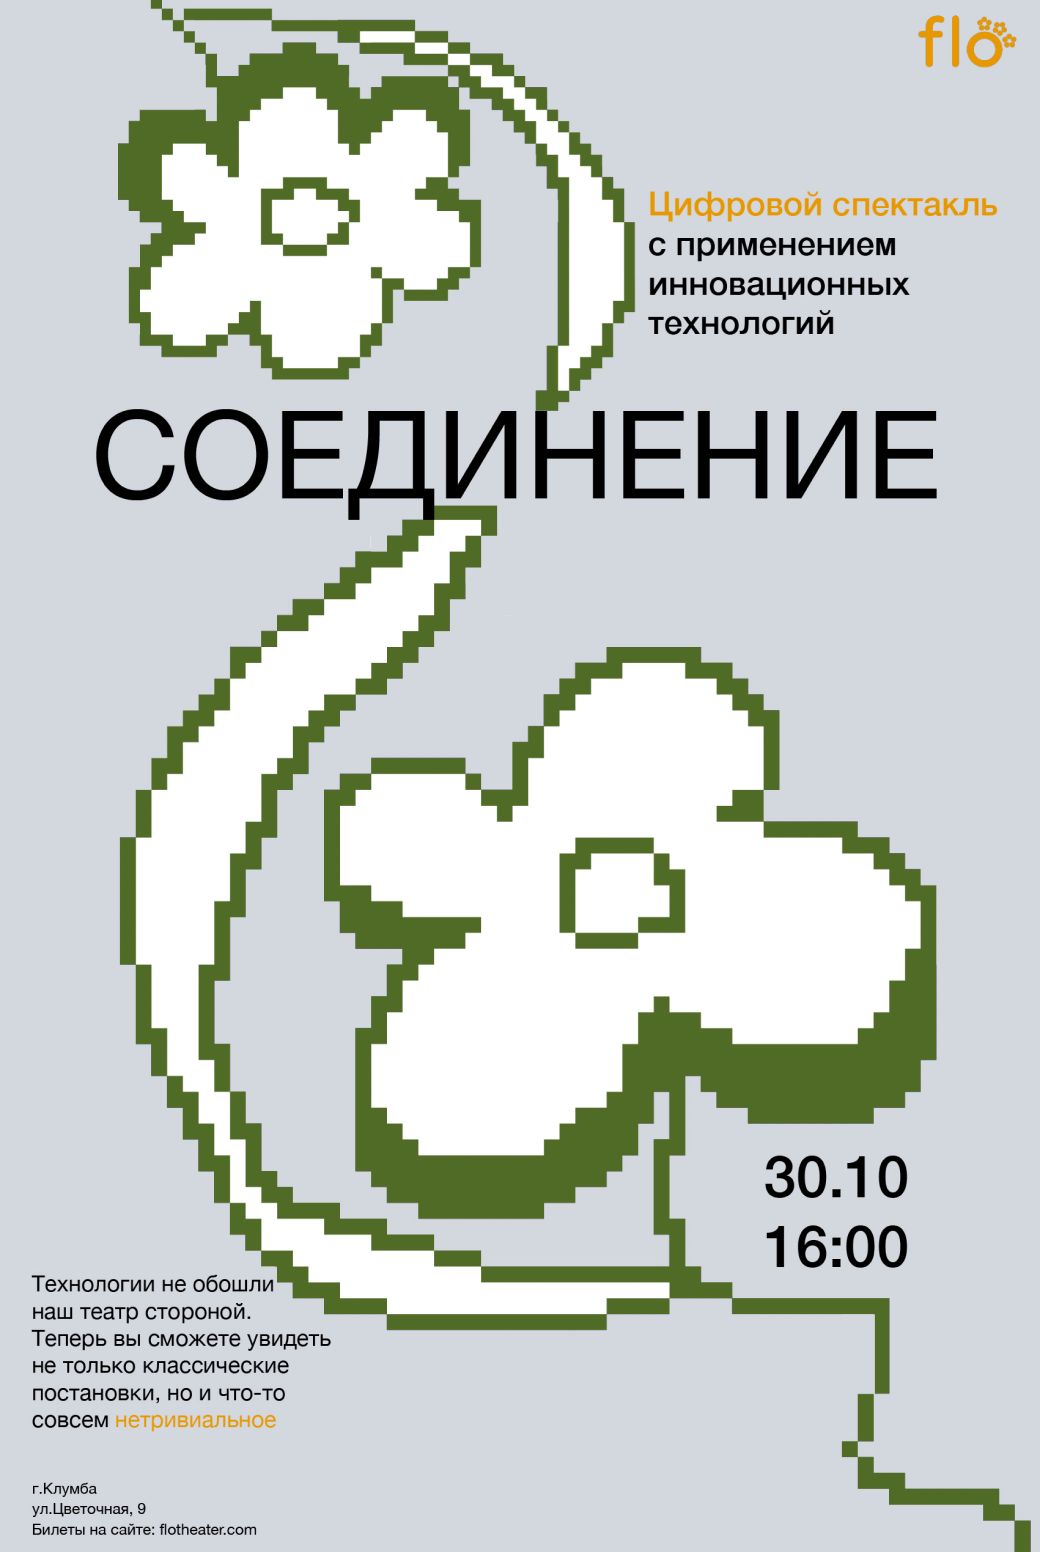 flo
Цифровой спектакль
с применением
инновационных
технологий
СОЕДИНЕНИЕ
30.10
16:00
Технологии не обошли
наш театр стороной.
Теперь вы сможете увидеть
не только классические
постановки, но и что-то
совсем нетривиальное
г.Клумба
ул.Цветочная, 9
Билеты на сайте: flotheater.com